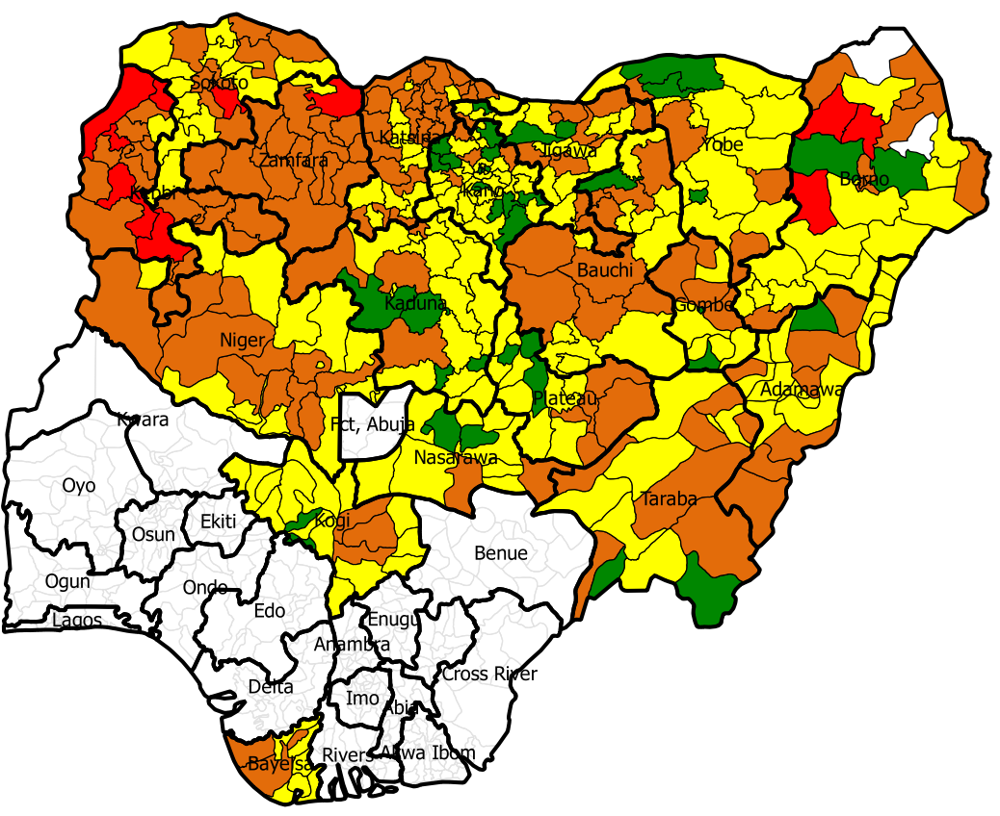 Sokoto
Katsina
Jigawa
Yobe
Zamfara
Borno
Kebbi
Kano
Bauchi
Kaduna
Gombe
Niger
Adamawa
Plateau
Kwara
Fct, Abuja
Nasarawa
Oyo
Taraba
Ekiti
Kogi
Osun
Benue
Ogun
Ondo
Edo
Lagos
Enugu
Anambra
Cross River
Delta
Imo
Abia
Rivers
Akwa Ibom
Bayelsa